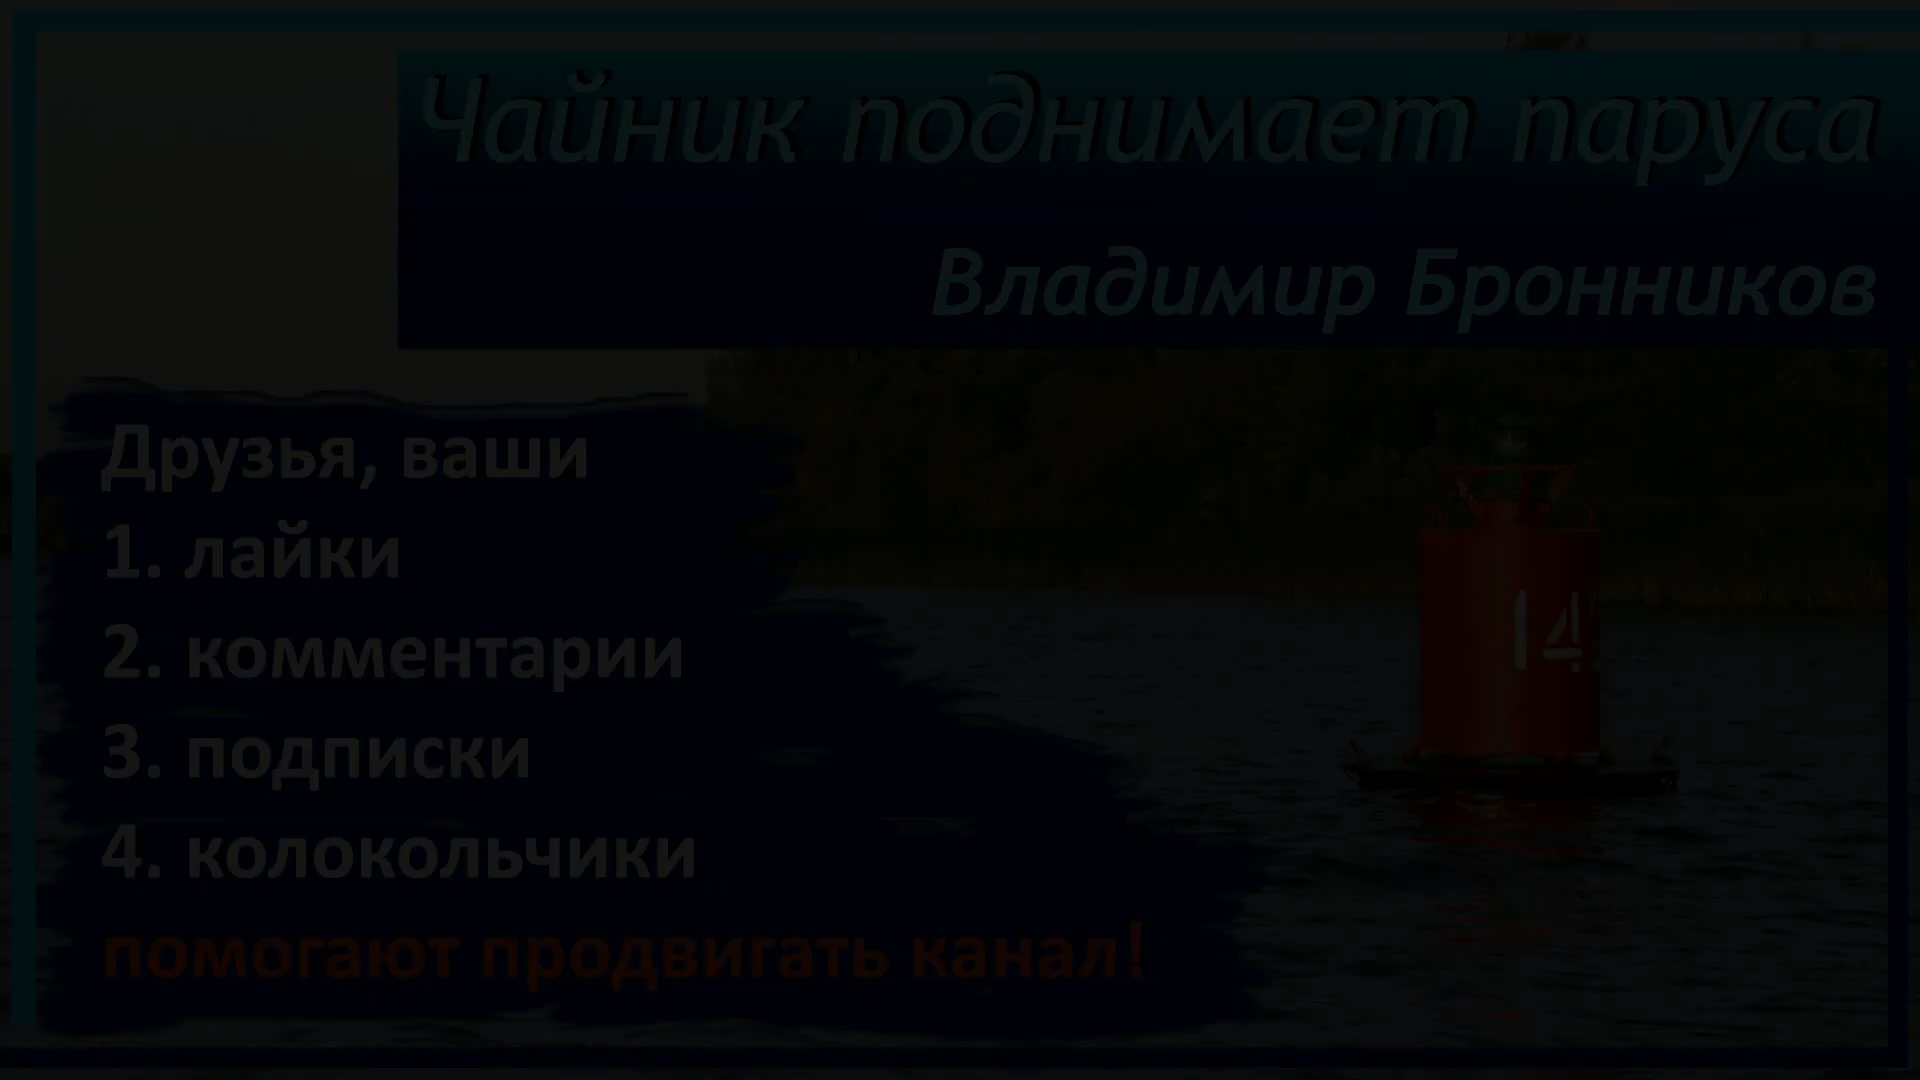 Чайник поднимает паруса
Владимир Бронников
Друзья, ваши
1. лайки
2. комментарии
3. подписки
4. колокольчики
помогают продвигать канал!
14